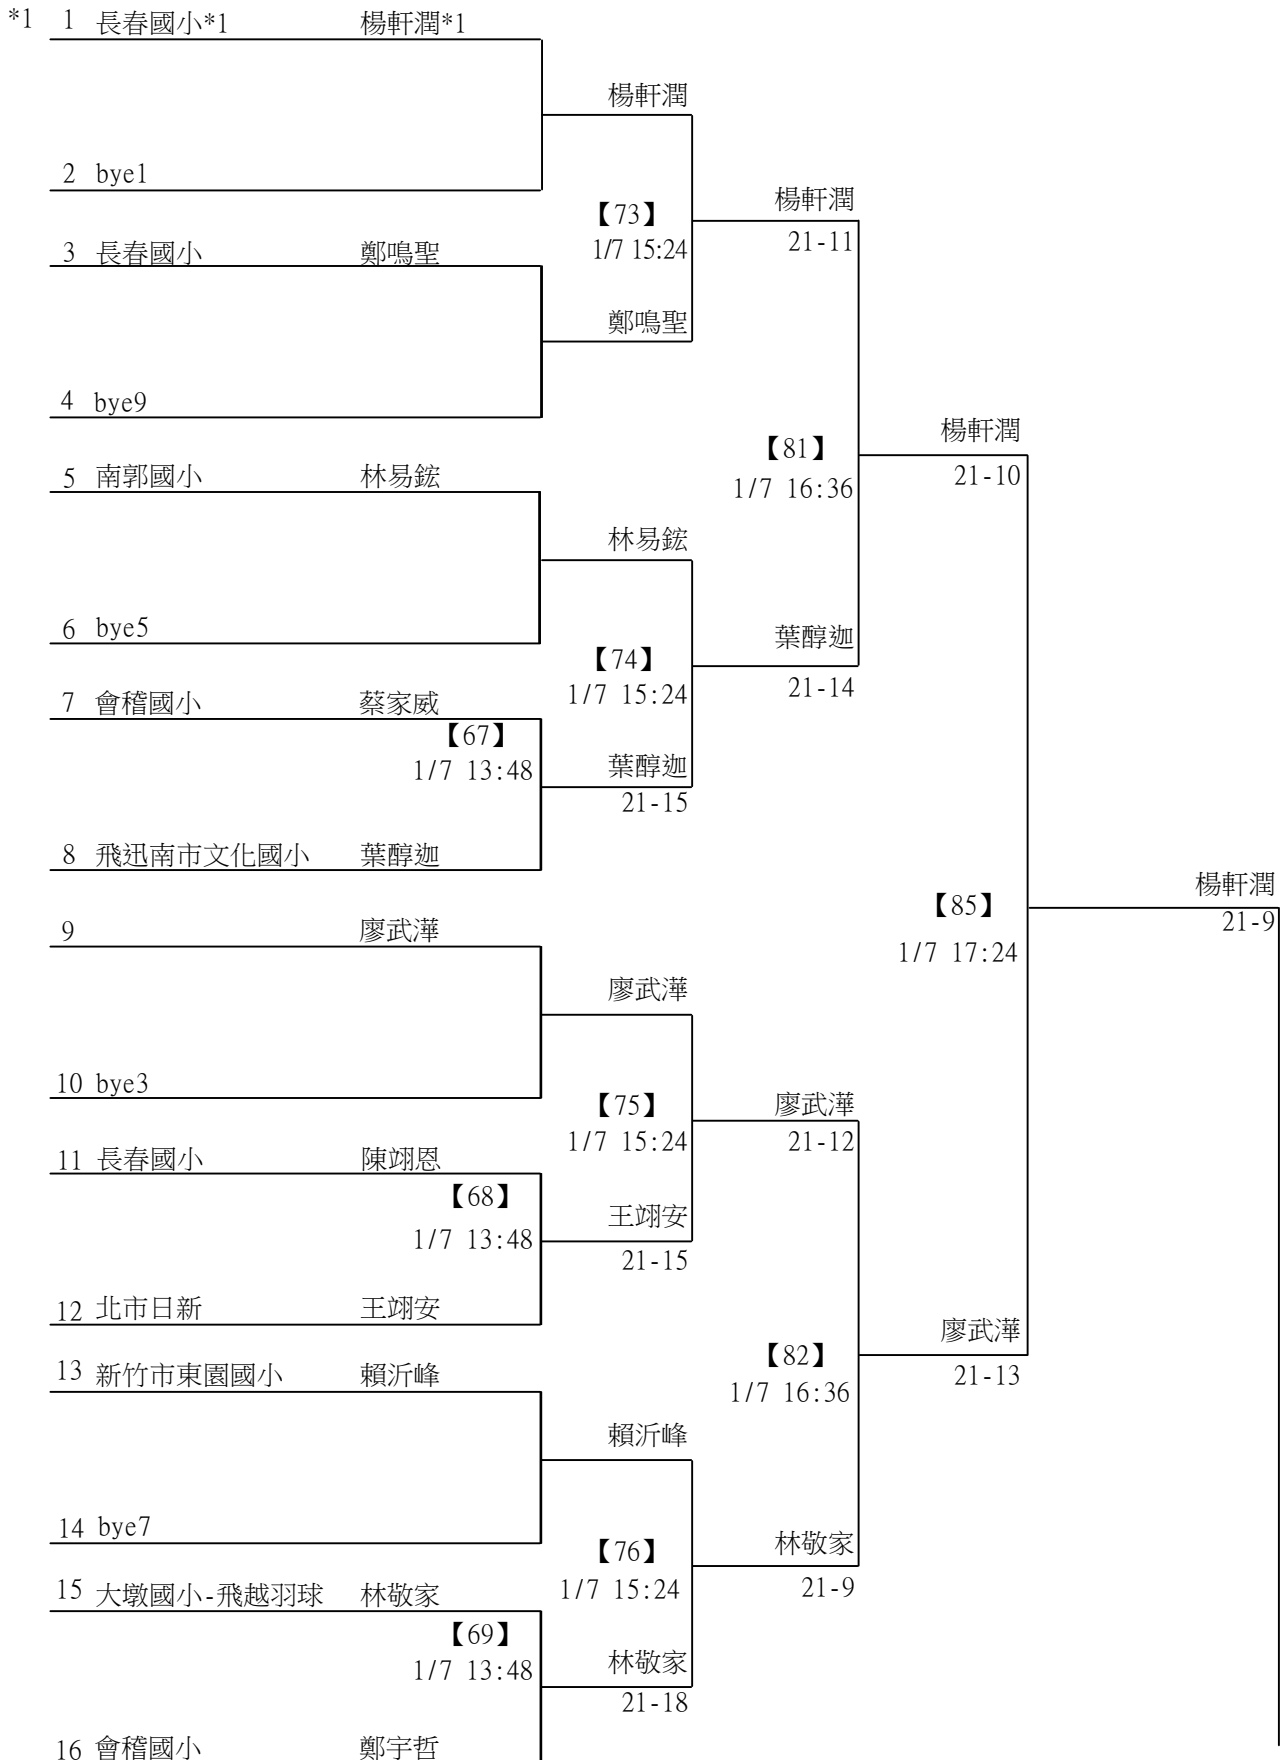 *1 1 長春國小*1 楊軒潤*1
楊軒潤
2 bye1
楊軒潤
【73】
21-11
1/7 15:24
3 長春國小 鄭鳴聖
鄭鳴聖
4 bye9
楊軒潤
【81】
21-10
1/7 16:36
5 南郭國小 林易鋐
林易鋐
6 bye5
葉醇迦
【74】
21-14
1/7 15:24
7 會稽國小 蔡家威
【67】
1/7 13:48
葉醇迦
21-15
8 飛迅南市文化國小 葉醇迦
楊軒潤
【85】
21-9
1/7 17:24
9 廖武澕
廖武澕
10 bye3
【75】
廖武澕
1/7 15:24
21-12
11 長春國小 陳翊恩
【68】
1/7 13:48
王翊安
21-15
12 北市日新 王翊安
廖武澕
【82】
21-13
1/7 16:36
13 新竹市東園國小 賴沂峰
賴沂峰
14 bye7
林敬家
【76】
21-9
1/7 15:24
15 大墩國小-飛越羽球 林敬家
【69】
1/7 13:48
林敬家
21-18
16 會稽國小 鄭宇哲